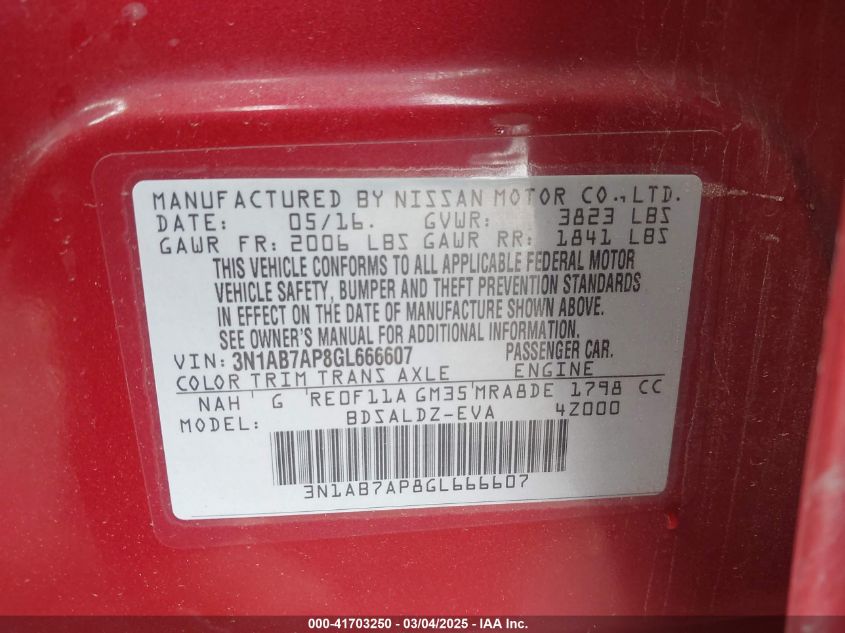 MANUFACTURED BY NISSAN MOTOR CO., LTD.
DATE: 05/16. GVWR: 3823 LBS
GAWR FR: 2006 LBS GAWR RR: 1841 LBS
THIS VEHICLE CONFORMS TO ALL APPLICABLE FEDERAL MOTOR
VEHICLE SAFETY, BUMPER AND THEFT PREVENTION STANDARDS
IN EFFECT ON THE DATE OF MANUFACTURE SHOWN ABOVE.
SEE OWNER'S MANUAL FOR ADDITIONAL INFORMATION.
VIN: 3N1AB7AP8GL666607 PASSENGER CAR.
COLOR TRIM TRANS AXLE ENGINE
NAH G RE0F11A GM35 MRA8DE 1798 CC
MODEL: BDSALDZ-EVA 4Z000
3N1AB7AP8GL666607
000-41703250 - 03/04/2025 - IAA Inc.